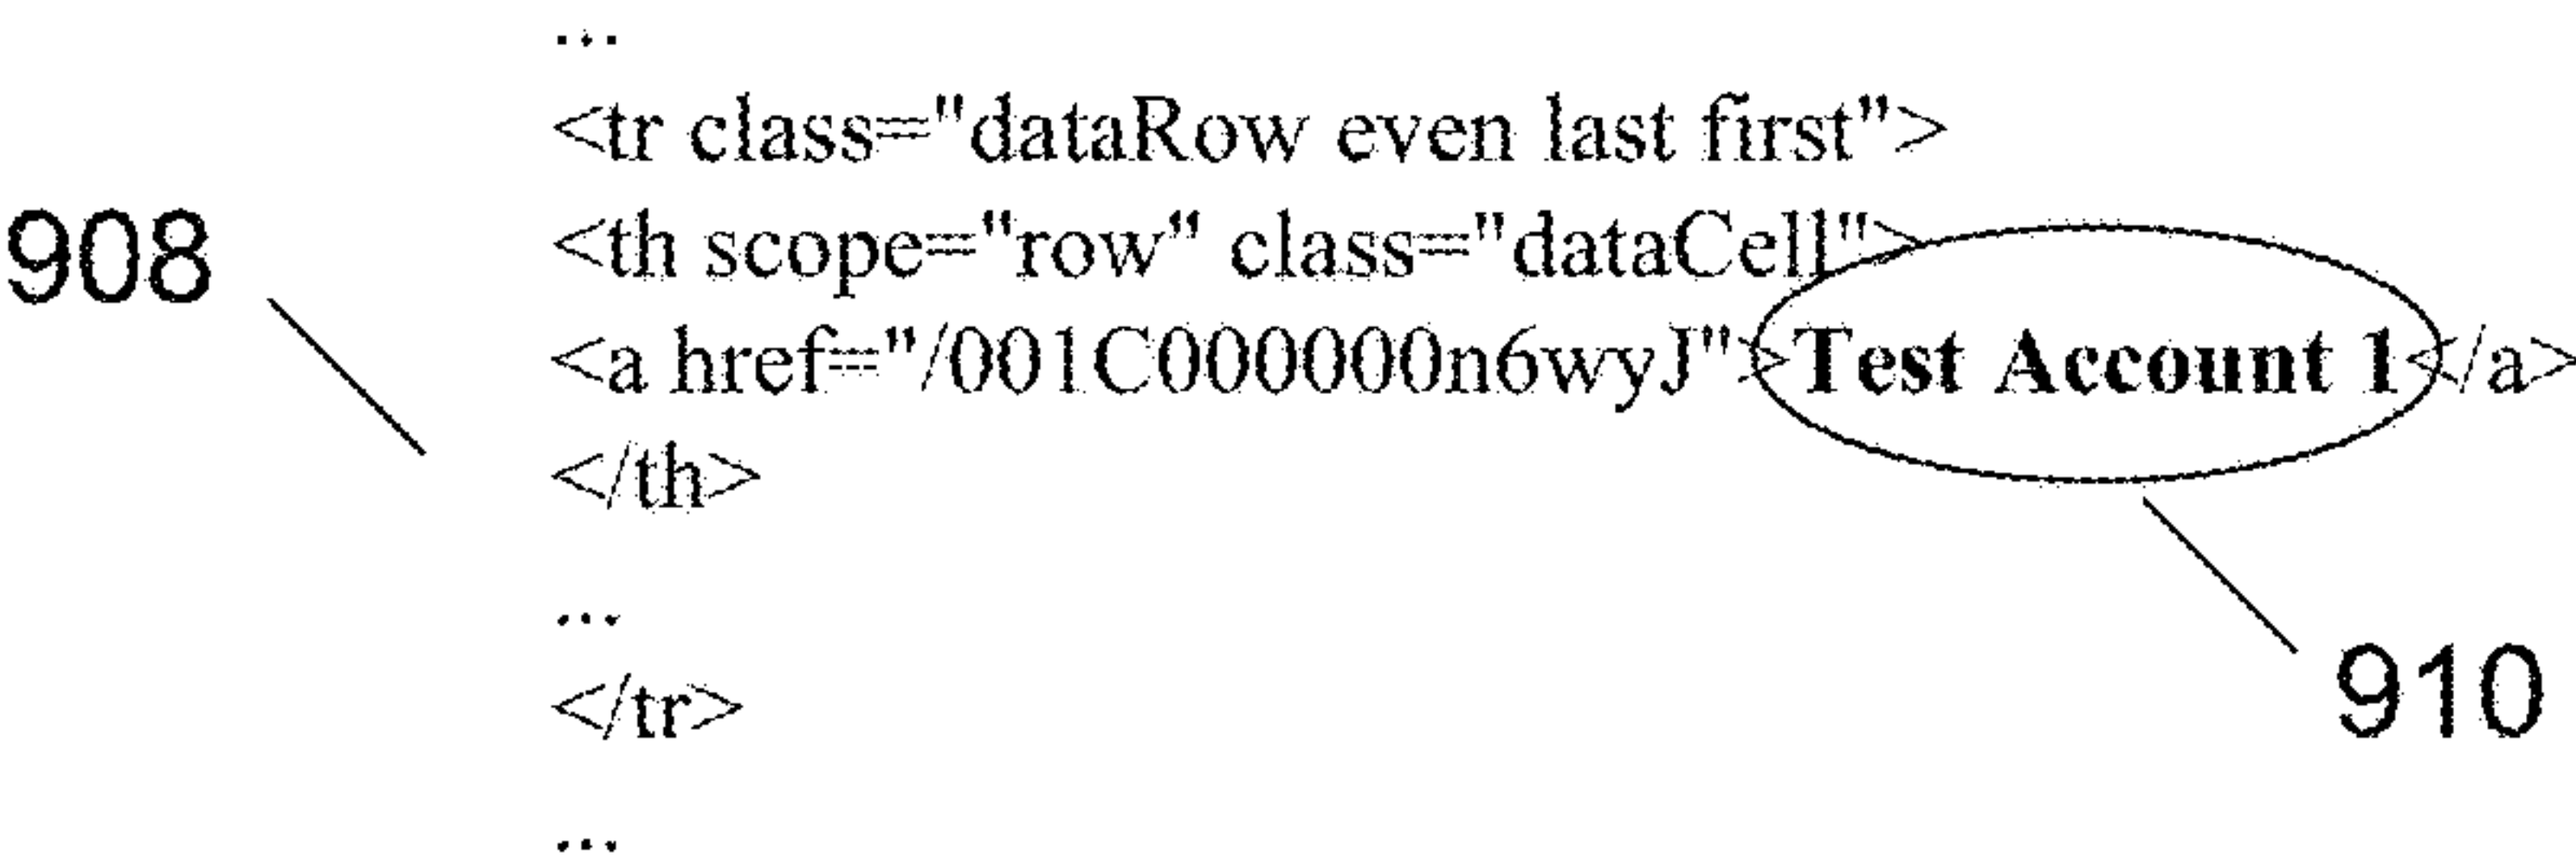 ...
<tr class="dataRow even last first">
908
<th scope="row" class="dataCell">
<a href="/001C000000n6wyJ">Test Account 1</a>
</th>
...
</tr>
910
...